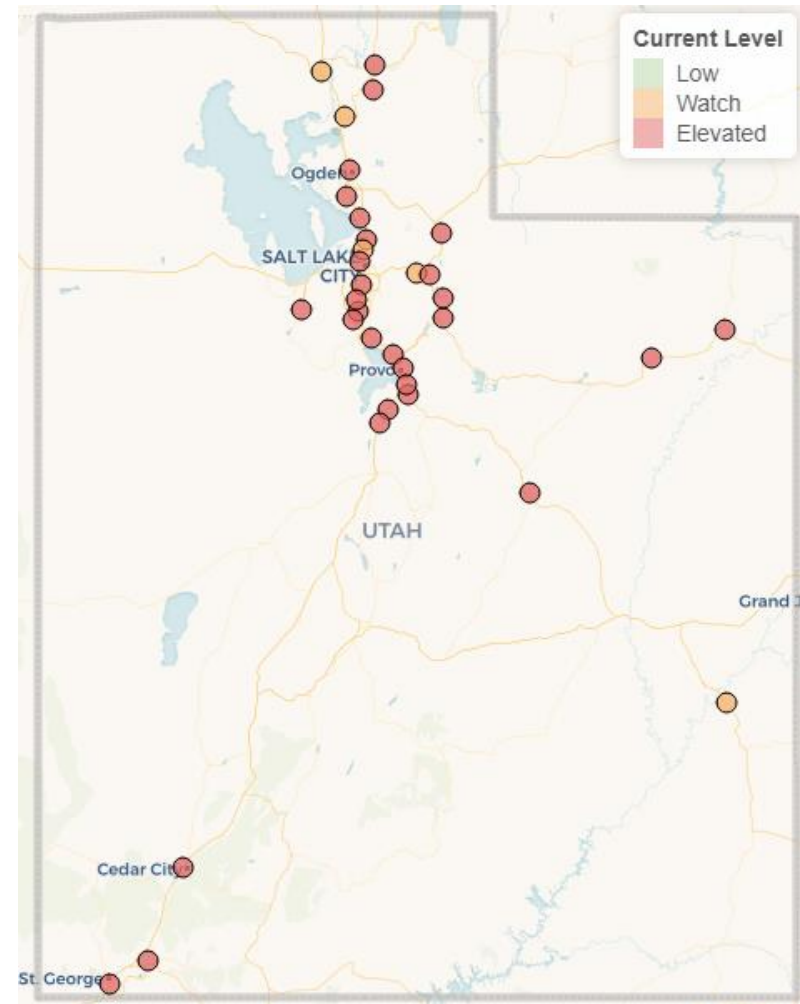 Current Level
Low
Watch
Elevated
Ogden
SALT LAKE
CITY
Provo
UTAH
Grand J
Cedar City
St. George